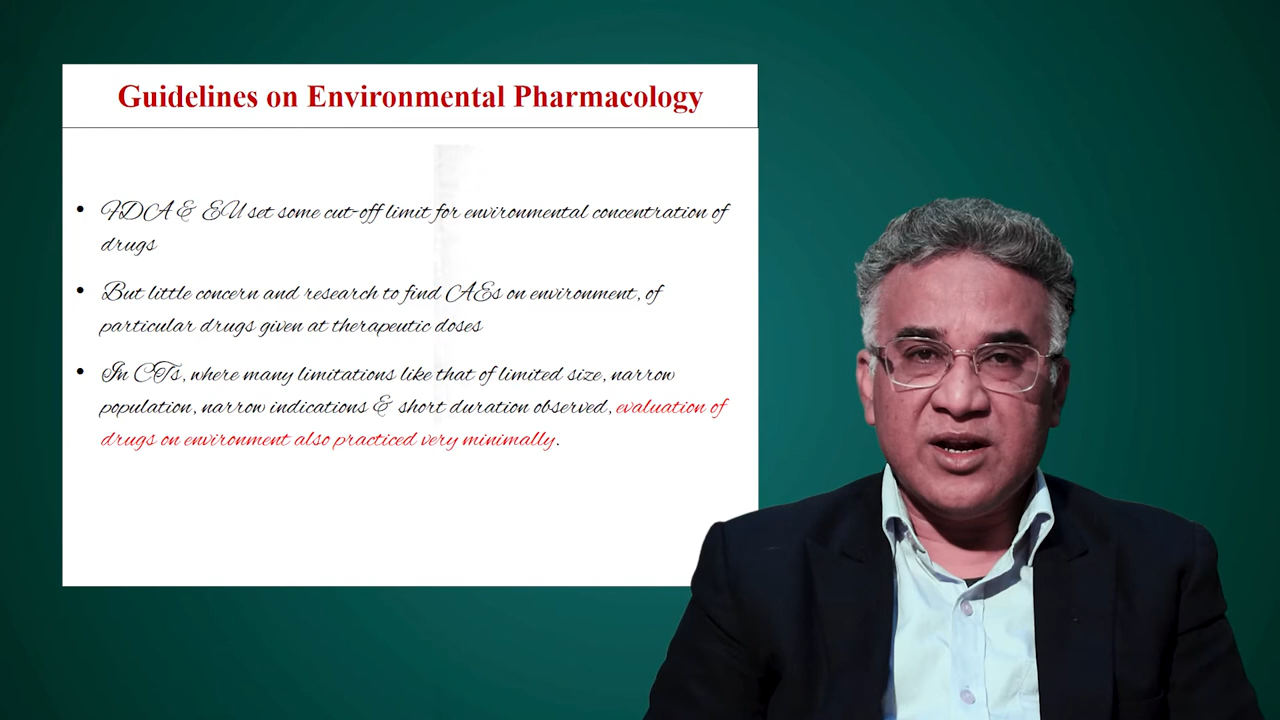 Guidelines on Environmental Pharmacology
• FDA & EU set some cut-off limit for environmental concentration of
drugs
• But little concern and research to find AEs on environment, of
particular drugs given at therapeutic doses
• In CTs, where many limitations like that of limited size, narrow
population, narrow indications & short duration observed, evaluation of
drugs on environment also practiced very minimally.